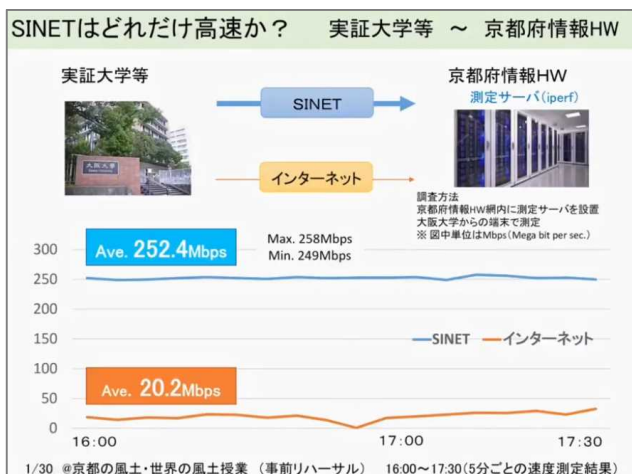 SINETはどれだけ高速か？ 実証大学等 ～ 京都府情報HW
実証大学等
京都府情報HW
測定サーバ(iperf)
SINET
大阪大学
インターネット
調査方法
京都府情報HW網内に測定サーバを設置
大阪大学からの端末で測定
※ 図中単位はMbps(Mega bit per sec.)
Ave. 252.4Mbps
Max. 258Mbps
Min. 249Mbps
300
250
200
150
SINET インターネット
100
Ave. 20.2Mbps
50
0
16:00 17:00 17:30
1/30 @京都の風土・世界の風土授業 (事前リハーサル) 16:00～17:30(5分ごとの速度測定結果)